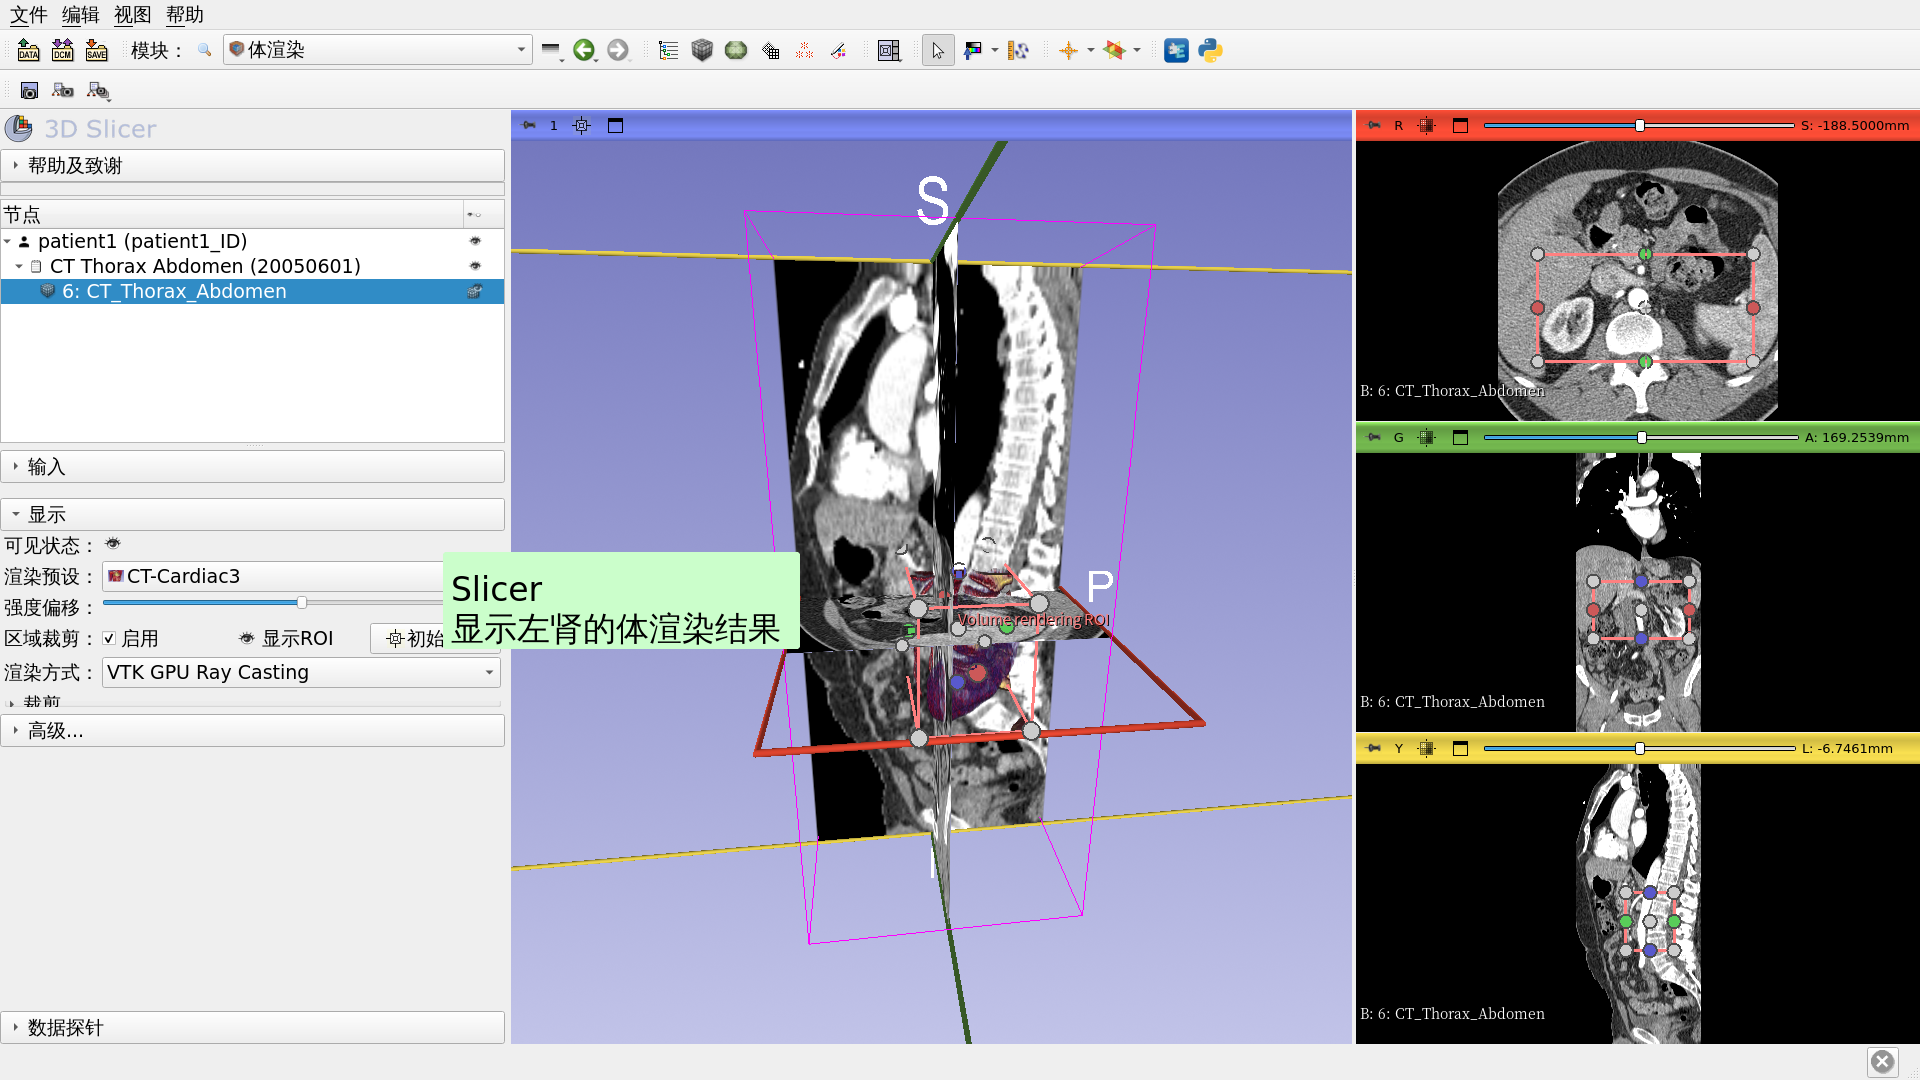 文件 编辑 视图 帮助
DATA DCM SAVE 模块： 体渲染
3D Slicer
帮助及致谢
节点
patient1 (patient1_ID)
CT Thorax Abdomen (20050601)
6: CT_Thorax_Abdomen
输入
显示
可见状态：
渲染预设： CT-Cardiac3
强度偏移：
区域裁剪： 启用 显示ROI 初始
渲染方式： VTK GPU Ray Casting
裁剪
高级...
数据探针
Slicer
显示左肾的体渲染结果
1
S
P
Volume rendering ROI
I
R S: -188.5000mm
B: 6: CT_Thorax_Abdomen
G A: 169.2539mm
B: 6: CT_Thorax_Abdomen
Y L: -6.7461mm
B: 6: CT_Thorax_Abdomen